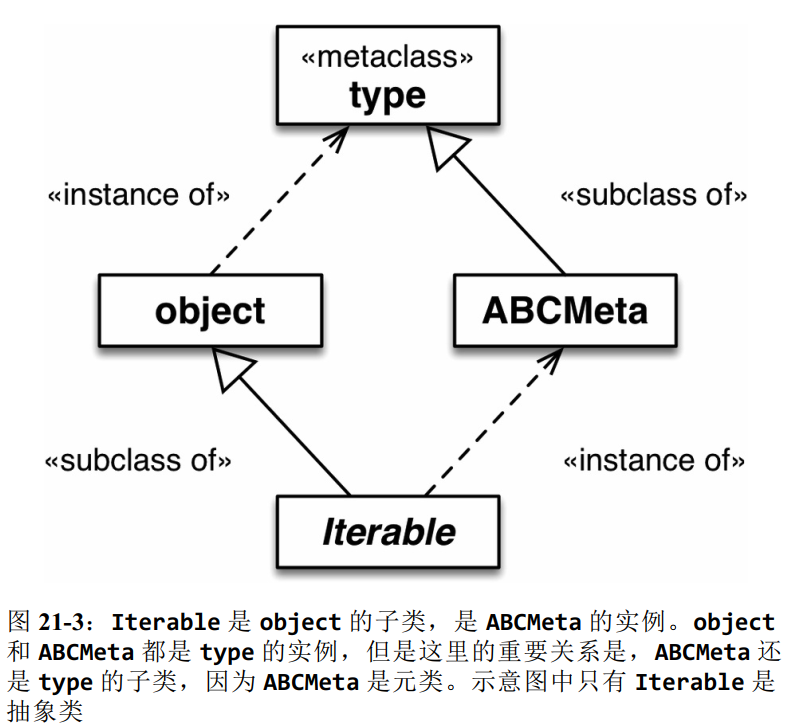 «metaclass»
type
«instance of»
«subclass of»
object
ABCMeta
«subclass of»
«instance of»
Iterable
图 21-3：Iterable 是 object 的子类，是 ABCMeta 的实例。object
和 ABCMeta 都是 type 的实例，但是这里的重要关系是，ABCMeta 还
是 type 的子类，因为 ABCMeta 是元类。示意图中只有 Iterable 是
抽象类